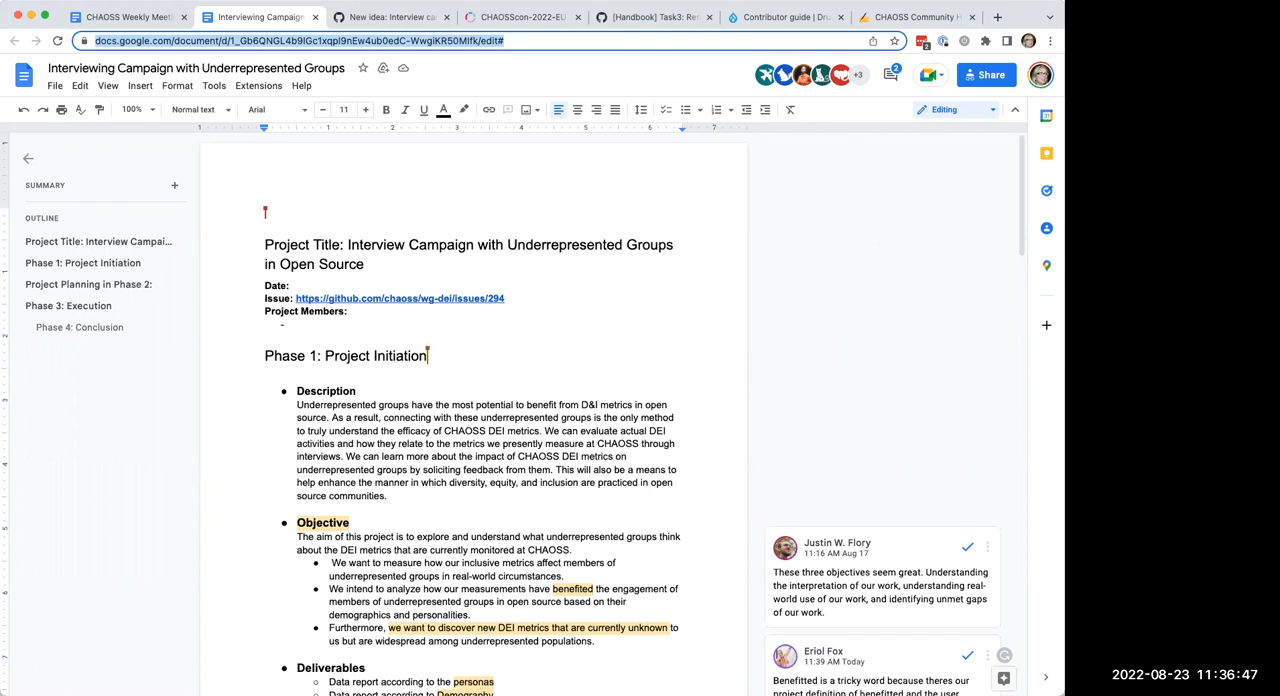 CHAOSS Weekly Meeti
Interviewing Campaign
New idea: Interview ca
CHAOSScon-2022-EU
[Handbook] Task3: Re
Contributor guide | Dru
CHAOSS Community H
docs.google.com/document/d/1_Gb6QNGL4b9IGc1xqpl9nEw4ub0edC-WwgiKR50MIfk/edit#
2
Interviewing Campaign with Underrepresented Groups
File Edit View Insert Format Tools Extensions Help
+3
2
Share
100% Normal text Arial 11
Editing
1 1 2 3 4 5 6 7
SUMMARY
OUTLINE
Project Title: Interview Campai...
Phase 1: Project Initiation
Project Planning in Phase 2:
Phase 3: Execution
Phase 4: Conclusion
Project Title: Interview Campaign with Underrepresented Groups
in Open Source
Date:
Issue: https://github.com/chaoss/wg-dei/issues/294
Project Members:
-
Phase 1: Project Initiation
● Description
Underrepresented groups have the most potential to benefit from D&I metrics in open
source. As a result, connecting with these underrepresented groups is the only method
to truly understand the efficacy of CHAOSS DEI metrics. We can evaluate actual DEI
activities and how they relate to the metrics we presently measure at CHAOSS through
interviews. We can learn more about the impact of CHAOSS DEI metrics on
underrepresented groups by soliciting feedback from them. This will also be a means to
help enhance the manner in which diversity, equity, and inclusion are practiced in open
source communities.
● Objective
The aim of this project is to explore and understand what underrepresented groups think
about the DEI metrics that are currently monitored at CHAOSS.
● We want to measure how our inclusive metrics affect members of
underrepresented groups in real-world circumstances.
● We intend to analyze how our measurements have benefited the engagement of
members of underrepresented groups in open source based on their
demographics and personalities.
● Furthermore, we want to discover new DEI metrics that are currently unknown to
us but are widespread among underrepresented populations.
● Deliverables
○ Data report according to the personas
○ Data report according to Demography
Justin W. Flory
11:16 AM Aug 17
These three objectives seem great. Understanding
the interpretation of our work, understanding real-
world use of our work, and identifying unmet gaps
of our work.
Eriol Fox
11:39 AM Today
Benefitted is a tricky word because theres our
project definition of benefitted and the user
2022-08-23 11:36:47